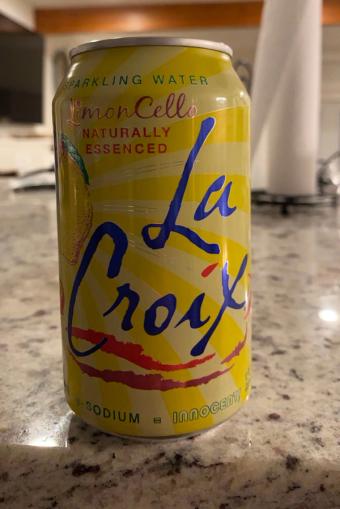 SPARKLING WATER
LimonCello
NATURALLY
ESSENCED
La
Croix
-SODIUM = INNOCENT